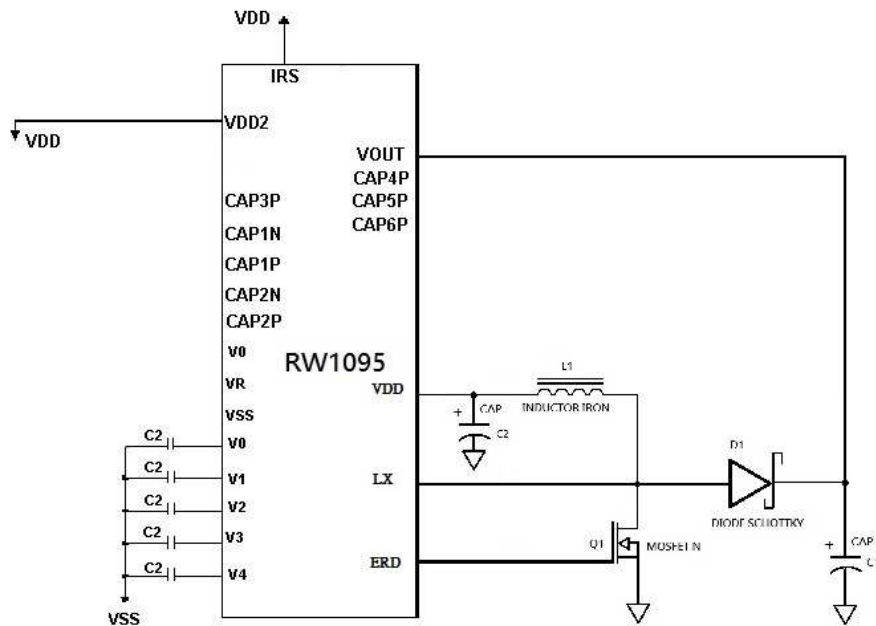 VDD
IRS
VDD2
VDD
VOUT
CAP4P
CAP3P
CAP5P
CAP6P
CAP1N
CAP1P
CAP2N
CAP2P
V0
RW1095
L1
VR
VDD
INDUCTOR IRON
CAP
+
C2
VSS
C2
V0
D1
C2
V1
LX
C2
V2
DIODE SCHOTTKY
C2
V3
Q1
MOSFET N
CAP
+
C
ERD
C2
V4
VSS